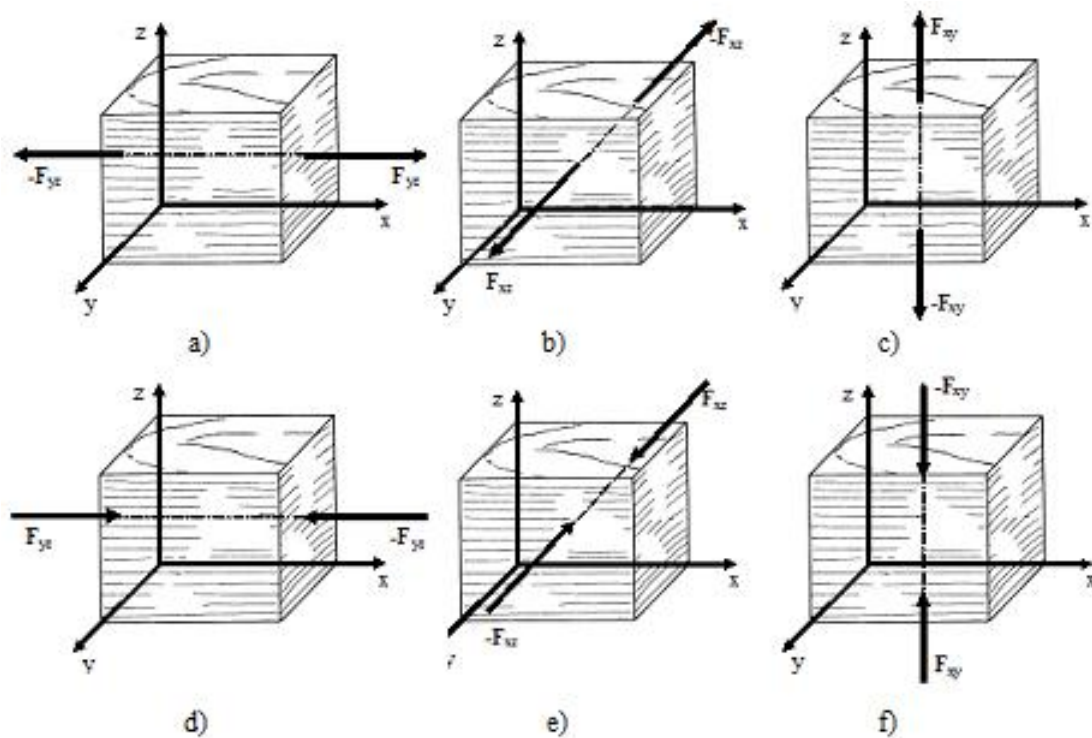 z z -F_xz z F_xy
-F_yz F_yz
x x x
y F_xz y v -F_xy
a) b) c)
z z F_xz z -F_xy
F_yz -F_yz
x x x
v -F_xz y F_xy
d) e) f)